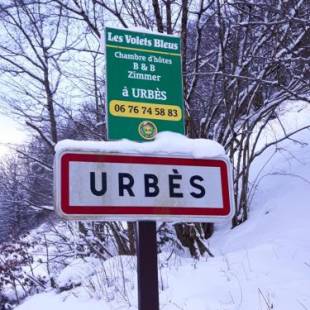 Les Volets Bleus
Chambre d'hôtes
B & B
Zimmer
à URBÈS
06 76 74 58 83
URBÈS